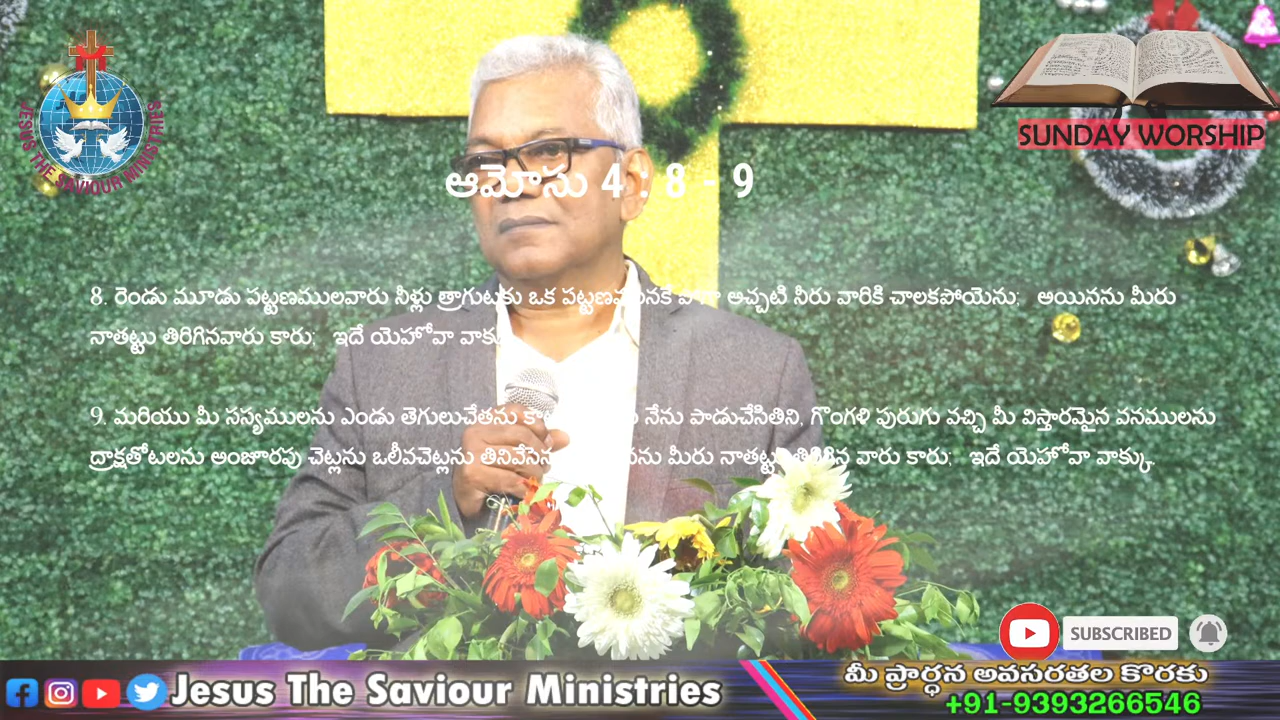 JESUS THE SAVIOUR MINISTRIES
SUNDAY WORSHIP
ఆమోసు 4 : 8 - 9
8. రెండు మూడు పట్టణములవారు నీళ్లు త్రాగుటకు ఒక పట్టణమునకే అచ్చటి నీరు వారికి చాలకపోయెను; అయినను మీరు
నాతట్టు తిరిగినవారు కారు; ఇదే యెహోవా
9. మరియు మీ సస్యములను ఎండు తెగులుచేతను నేను పాడుచేసితిని, గొంగళి పురుగు వచ్చి మీ విస్తారమైన వనములను
ద్రాక్షతోటలను అంజూరపు చెట్లను ఒలీవచెట్లను మీరు నాతట్టు తిరిగిన వారు కారు; ఇదే యెహోవా వాక్కు.
SUBSCRIBED
Jesus The Saviour Ministries
మీ ప్రార్ధన అవసరతల కొరకు
+91-9393266546